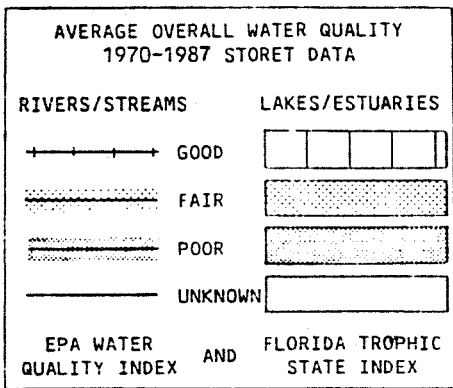 AVERAGE OVERALL WATER QUALITY
1970-1987 STORET DATA
RIVERS/STREAMS LAKES/ESTUARIES
GOOD
FAIR
POOR
UNKNOWN
EPA WATER QUALITY INDEX AND FLORIDA TROPHIC STATE INDEX